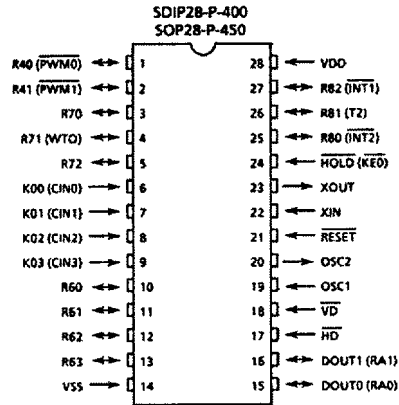 SDIP28-P-400
SOP28-P-450
R40 (PWM0) 1 28 VDD
R41 (PWM1) 2 27 R82 (INT1)
R70 3 26 R81 (T2)
R71 (WTO) 4 25 R80 (INT2)
R72 5 24 HOLD (KE0)
K00 (CIN0) 6 23 XOUT
K01 (CIN1) 7 22 XIN
K02 (CIN2) 8 21 RESET
K03 (CIN3) 9 20 OSC2
R60 10 19 OSC1
R61 11 18 VD
R62 12 17 HD
R63 13 16 DOUT1 (RA1)
VSS 14 15 DOUT0 (RA0)